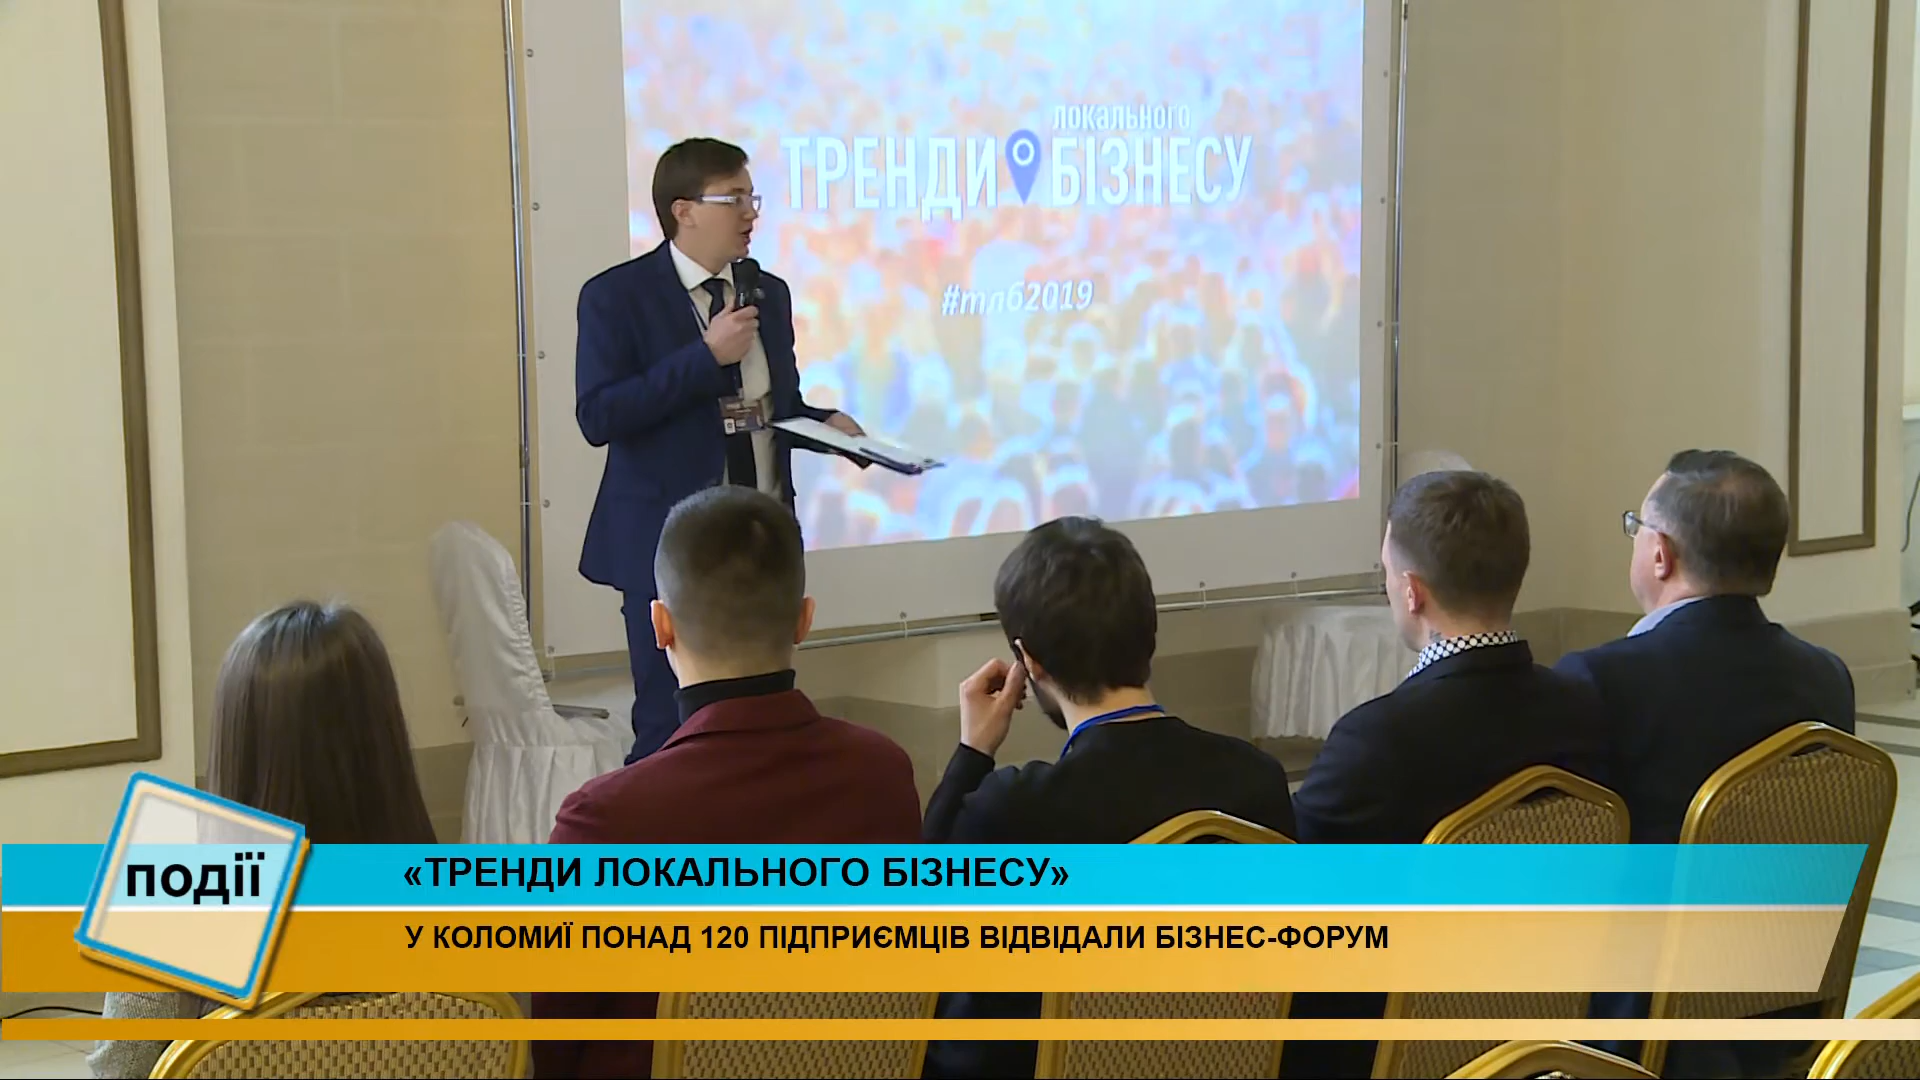 локального
ТРЕНДИ БІЗНЕСУ
#тлб2019
події
«ТРЕНДИ ЛОКАЛЬНОГО БІЗНЕСУ»
У КОЛОМИЇ ПОНАД 120 ПІДПРИЄМЦІВ ВІДВІДАЛИ БІЗНЕС-ФОРУМ